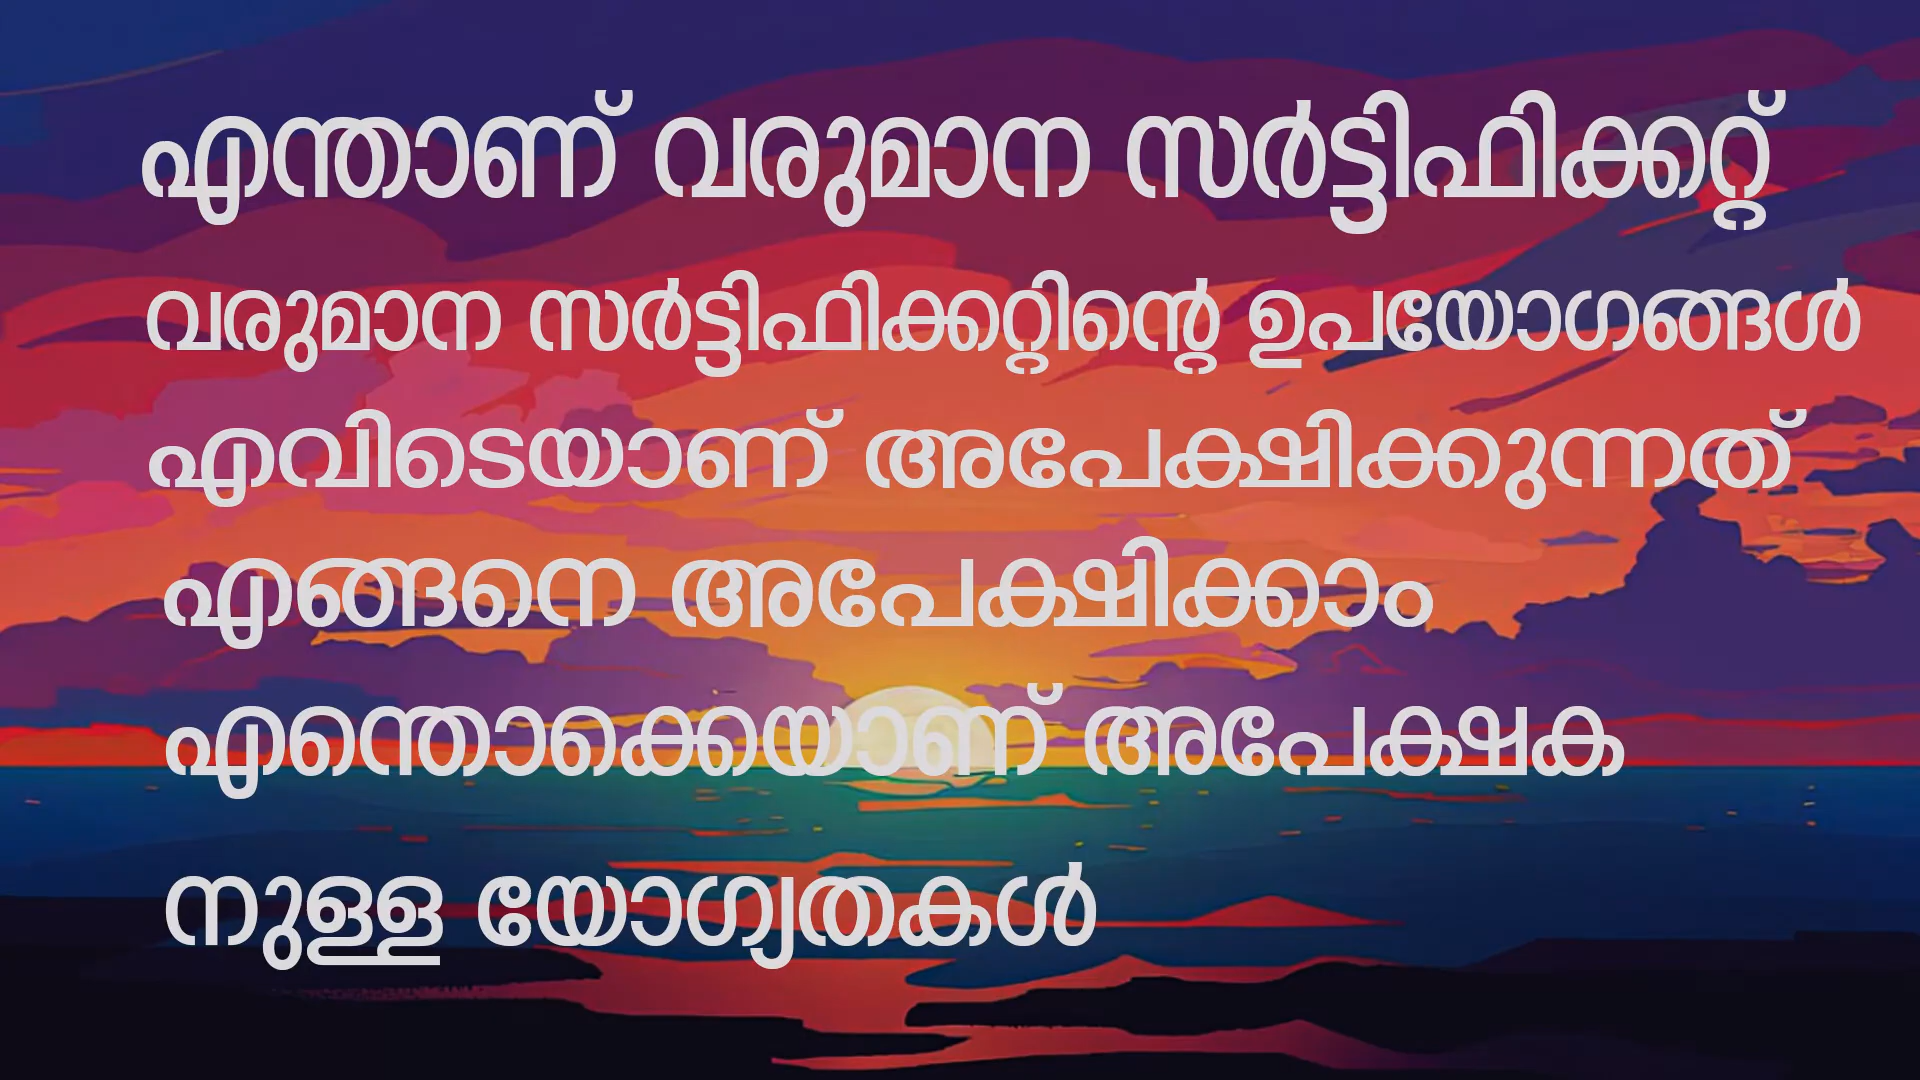 എന്താണ് വരുമാന സർട്ടിഫിക്കറ്റ്
വരുമാന സർട്ടിഫിക്കറ്റിന്റെ ഉപയോഗങ്ങൾ
എവിടെയാണ് അപേക്ഷിക്കുന്നത്
എങ്ങനെ അപേക്ഷിക്കാം
എന്തൊക്കെയാണ് അപേക്ഷക
നുള്ള യോഗ്യതകൾ